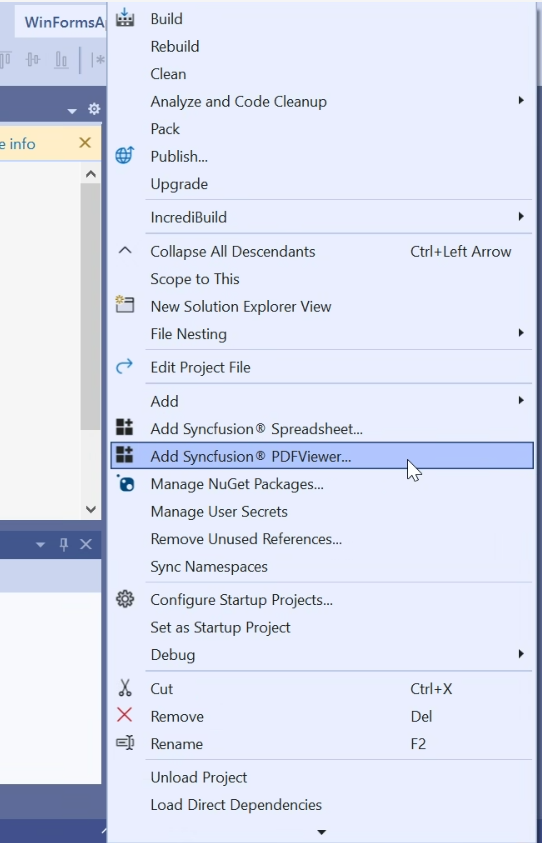 WinFormsAp
Build
Rebuild
Clean
Analyze and Code Cleanup
Pack
e info
Publish...
Upgrade
IncrediBuild
Collapse All Descendants Ctrl+Left Arrow
Scope to This
New Solution Explorer View
File Nesting
Edit Project File
Add
Add Syncfusion® Spreadsheet...
Add Syncfusion® PDFViewer...
Manage NuGet Packages...
Manage User Secrets
Remove Unused References...
Sync Namespaces
Configure Startup Projects...
Set as Startup Project
Debug
Cut Ctrl+X
Remove Del
Rename F2
Unload Project
Load Direct Dependencies